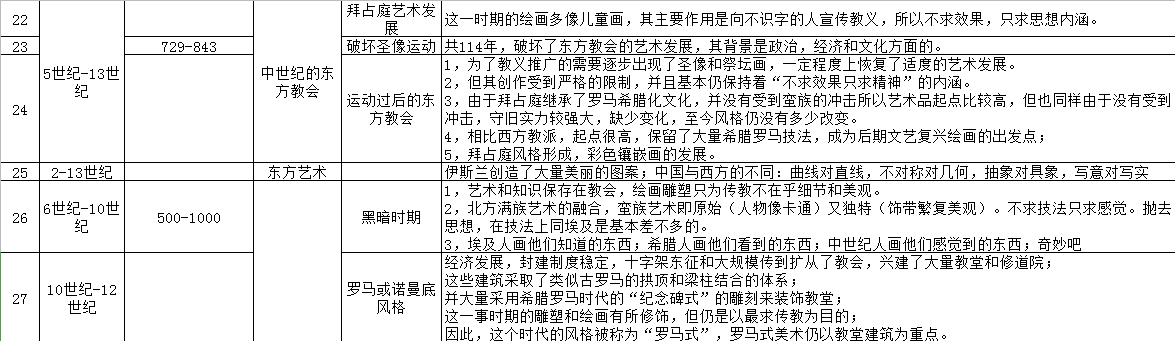 22
拜占庭艺术发
展
这一时期的绘画多像儿童画，其主要作用是向不识字的人宣传教义，所以不求效果，只求思想内涵。
23
729-843
破坏圣像运动
共114年，破坏了东方教会的艺术发展，其背景是政治，经济和文化方面的。
5世纪-13世
纪
中世纪的东
方教会
24
运动过后的东
方教会
1，为了教义推广的需要逐步出现了圣像和祭坛画，一定程度上恢复了适度的艺术发展。
2，但其创作受到严格的限制，并且基本仍保持着“不求效果只求精神”的内涵。
3，由于拜占庭继承了罗马希腊化文化，并没有受到蛮族的冲击所以艺术品起点比较高，但也同样由于没有受到
冲击，守旧实力较强大，缺少变化，至今风格仍没有多少改变。
4，相比西方教派，起点很高，保留了大量希腊罗马技法，成为后期文艺复兴绘画的出发点；
5，拜占庭风格形成，彩色镶嵌画的发展。
25
2-13世纪
东方艺术
伊斯兰创造了大量美丽的图案；中国与西方的不同：曲线对直线，不对称对几何，抽象对具象，写意对写实
26
6世纪-10世
纪
500-1000
黑暗时期
1，艺术和知识保存在教会，绘画雕塑只为传教不在乎细节和美观。
2，北方满族艺术的融合，蛮族艺术即原始（人物像卡通）又独特（饰带繁复美观）。不求技法只求感觉。抛去
思想，在技法上同埃及是基本差不多的。
3，埃及人画他们知道的东西；希腊人画他们看到的东西；中世纪人画他们感觉到的东西；奇妙吧
27
10世纪-12
世纪
罗马或诺曼底
风格
经济发展，封建制度稳定，十字架东征和大规模传到扩从了教会，兴建了大量教堂和修道院；
这些建筑采取了类似古罗马的拱顶和梁柱结合的体系；
并大量采用希腊罗马时代的“纪念碑式”的雕刻来装饰教堂；
这一事时期的雕塑和绘画有所修饰，但仍是以最求传教为目的；
因此，这个时代的风格被称为“罗马式”，罗马式美术仍以教堂建筑为重点。